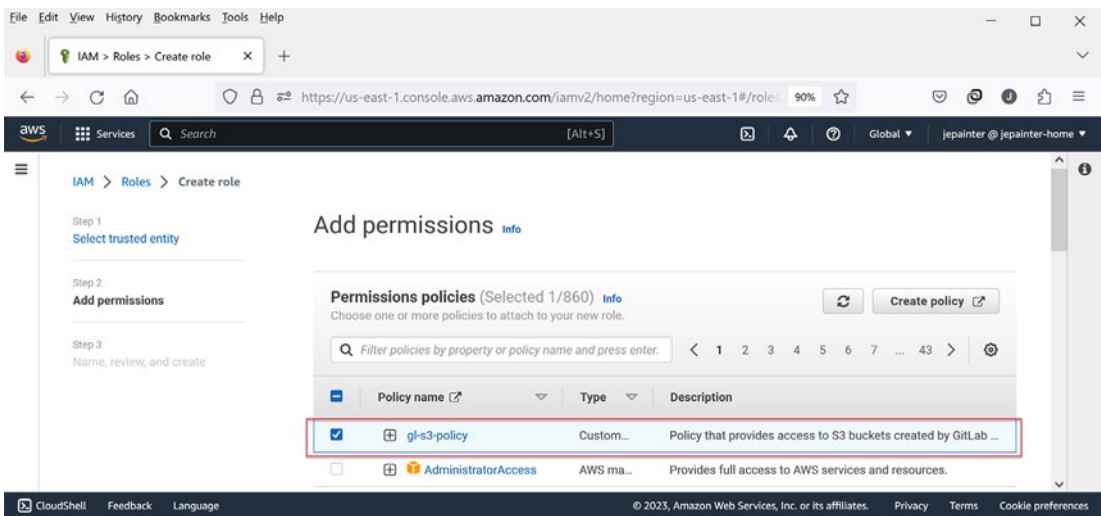 File Edit View History Bookmarks Tools Help
IAM > Roles > Create role
https://us-east-1.console.aws.amazon.com/iamv2/home?region=us-east-1#/roles 90%
aws Services Search [Alt+S] Global jepainter @ jepainter-home
IAM > Roles > Create role
Step 1
Select trusted entity
Step 2
Add permissions
Step 3
Name, review, and create
Add permissions Info
Permissions policies (Selected 1/860) Info
Choose one or more policies to attach to your new role.
Create policy
Filter policies by property or policy name and press enter.
< 1 2 3 4 5 6 7 ... 43 >
Policy name Type Description
gl-s3-policy Custom... Policy that provides access to S3 buckets created by GitLab ...
AdministratorAccess AWS ma... Provides full access to AWS services and resources.
CloudShell Feedback Language © 2023, Amazon Web Services, Inc. or its affiliates. Privacy Terms Cookie preferences